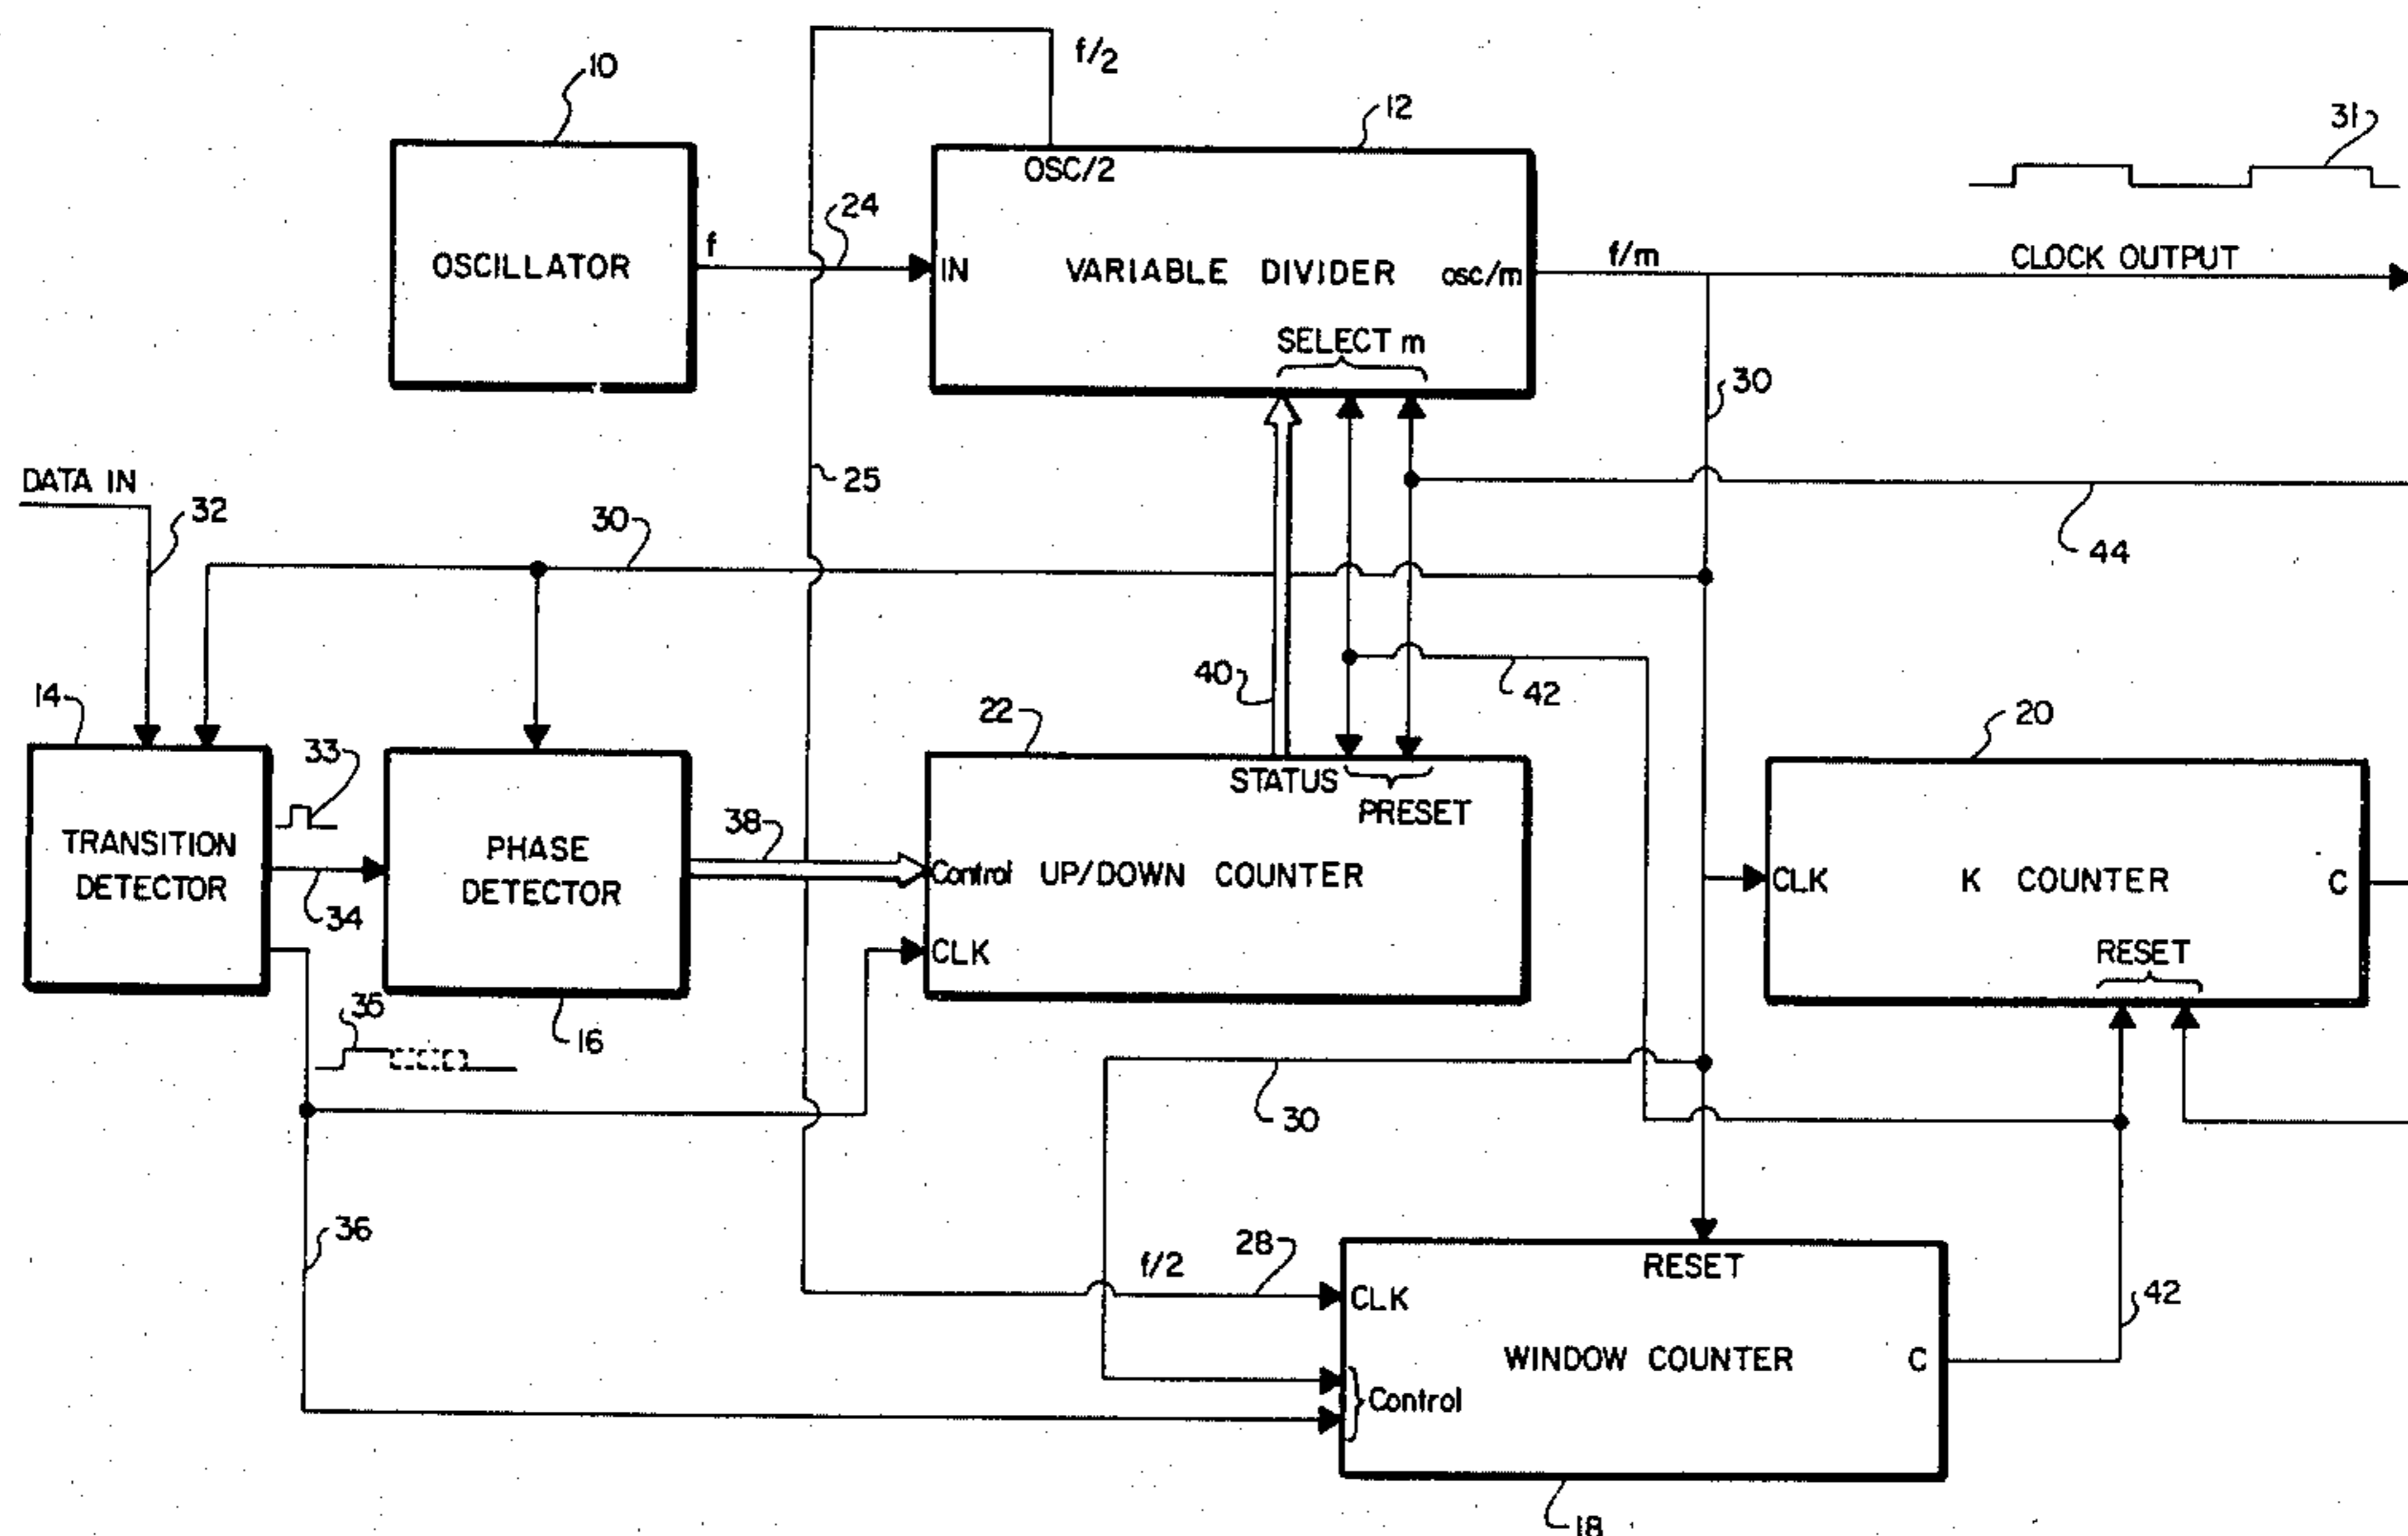 f/2
10
12
31
OSC/2
24
f
OSCILLATOR
IN
VARIABLE DIVIDER
osc/m
f/m
CLOCK OUTPUT
SELECT m
30
DATA IN
25
32
30
44
40
42
14
22
20
33
STATUS
PRESET
TRANSITION
DETECTOR
PHASE
DETECTOR
38
Control
UP/DOWN COUNTER
CLK
K COUNTER
C
34
CLK
RESET
35
16
30
36
28
f/2
RESET
CLK
42
WINDOW COUNTER
C
Control
18